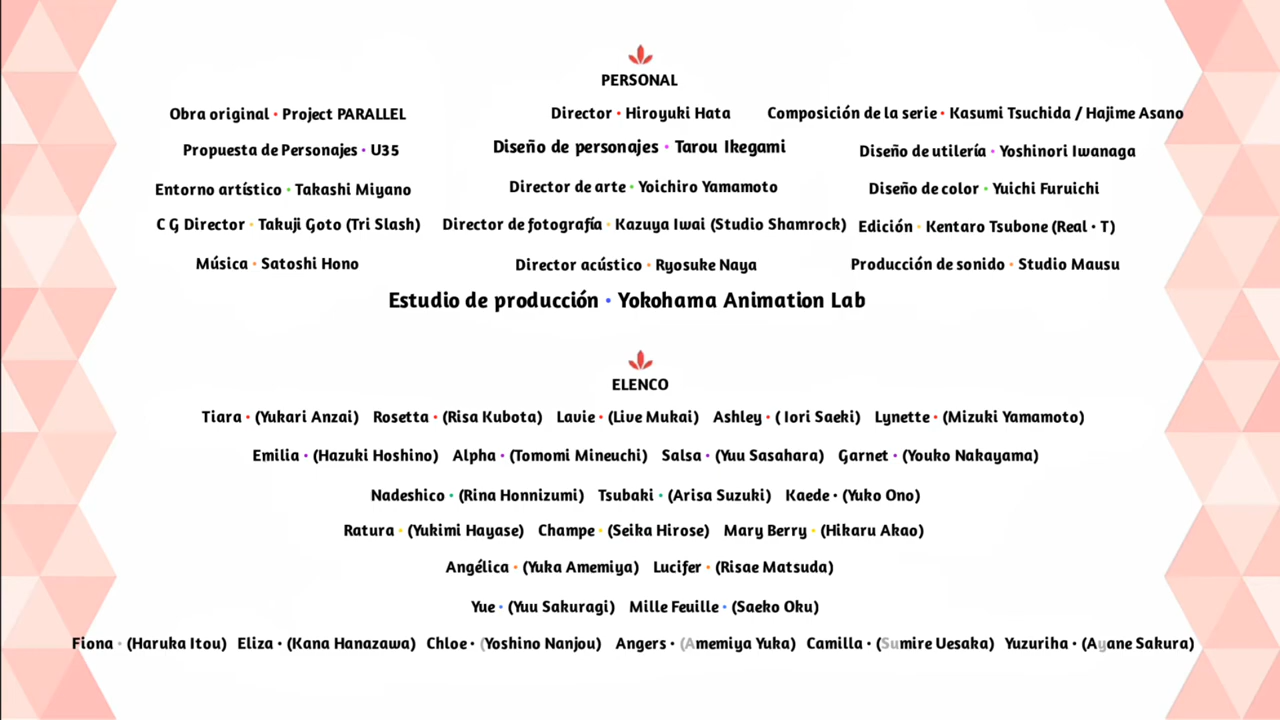 PERSONAL
Obra original • Project PARALLEL Director • Hiroyuki Hata Composición de la serie • Kasumi Tsuchida / Hajime Asano
Propuesta de Personajes • U35 Diseño de personajes • Tarou Ikegami Diseño de utilería • Yoshinori Iwanaga
Entorno artístico • Takashi Miyano Director de arte • Yoichiro Yamamoto Diseño de color • Yuichi Furuichi
C G Director • Takuji Goto (Tri Slash) Director de fotografía • Kazuya Iwai (Studio Shamrock) Edición • Kentaro Tsubone (Real • T)
Música • Satoshi Hono Director acústico • Ryosuke Naya Producción de sonido • Studio Mausu
Estudio de producción • Yokohama Animation Lab
ELENCO
Tiara • (Yukari Anzai) Rosetta • (Risa Kubota) Lavie • (Live Mukai) Ashley • ( Iori Saeki) Lynette • (Mizuki Yamamoto)
Emilia • (Hazuki Hoshino) Alpha • (Tomomi Mineuchi) Salsa • (Yuu Sasahara) Garnet • (Youko Nakayama)
Nadeshico • (Rina Honnizumi) Tsubaki • (Arisa Suzuki) Kaede • (Yuko Ono)
Ratura • (Yukimi Hayase) Champe • (Seika Hirose) Mary Berry • (Hikaru Akao)
Angélica • (Yuka Amemiya) Lucifer • (Risae Matsuda)
Yue • (Yuu Sakuragi) Mille Feuille • (Saeko Oku)
Fiona • (Haruka Itou) Eliza • (Kana Hanazawa) Chloe • (Yoshino Nanjou) Angers • (Amemiya Yuka) Camilla • (Sumire Uesaka) Yuzuriha • (Ayane Sakura)